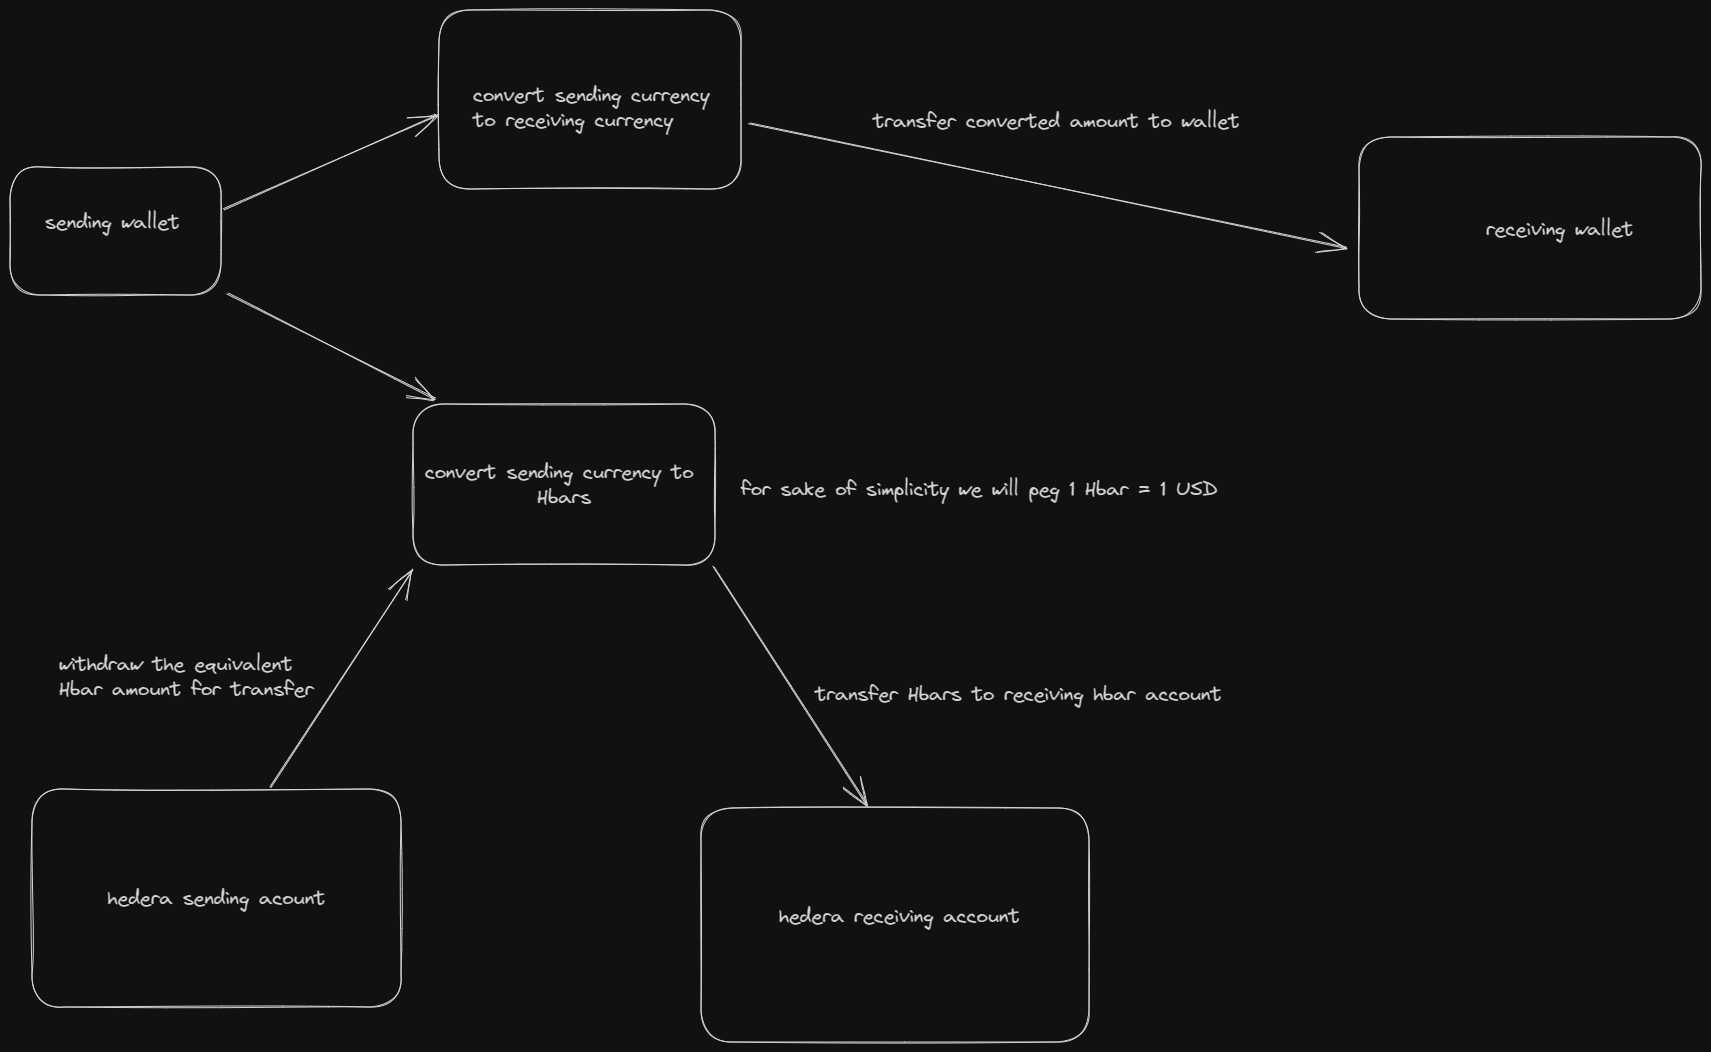 convert sending currency
to receiving currency
transfer converted amount to wallet
sending wallet
receiving wallet
convert sending currency to
Hbars
for sake of simplicity we will peg 1 Hbar = 1 USD
withdraw the equivalent
Hbar amount for transfer
transfer Hbars to receiving hbar account
hedera sending acount
hedera receiving account